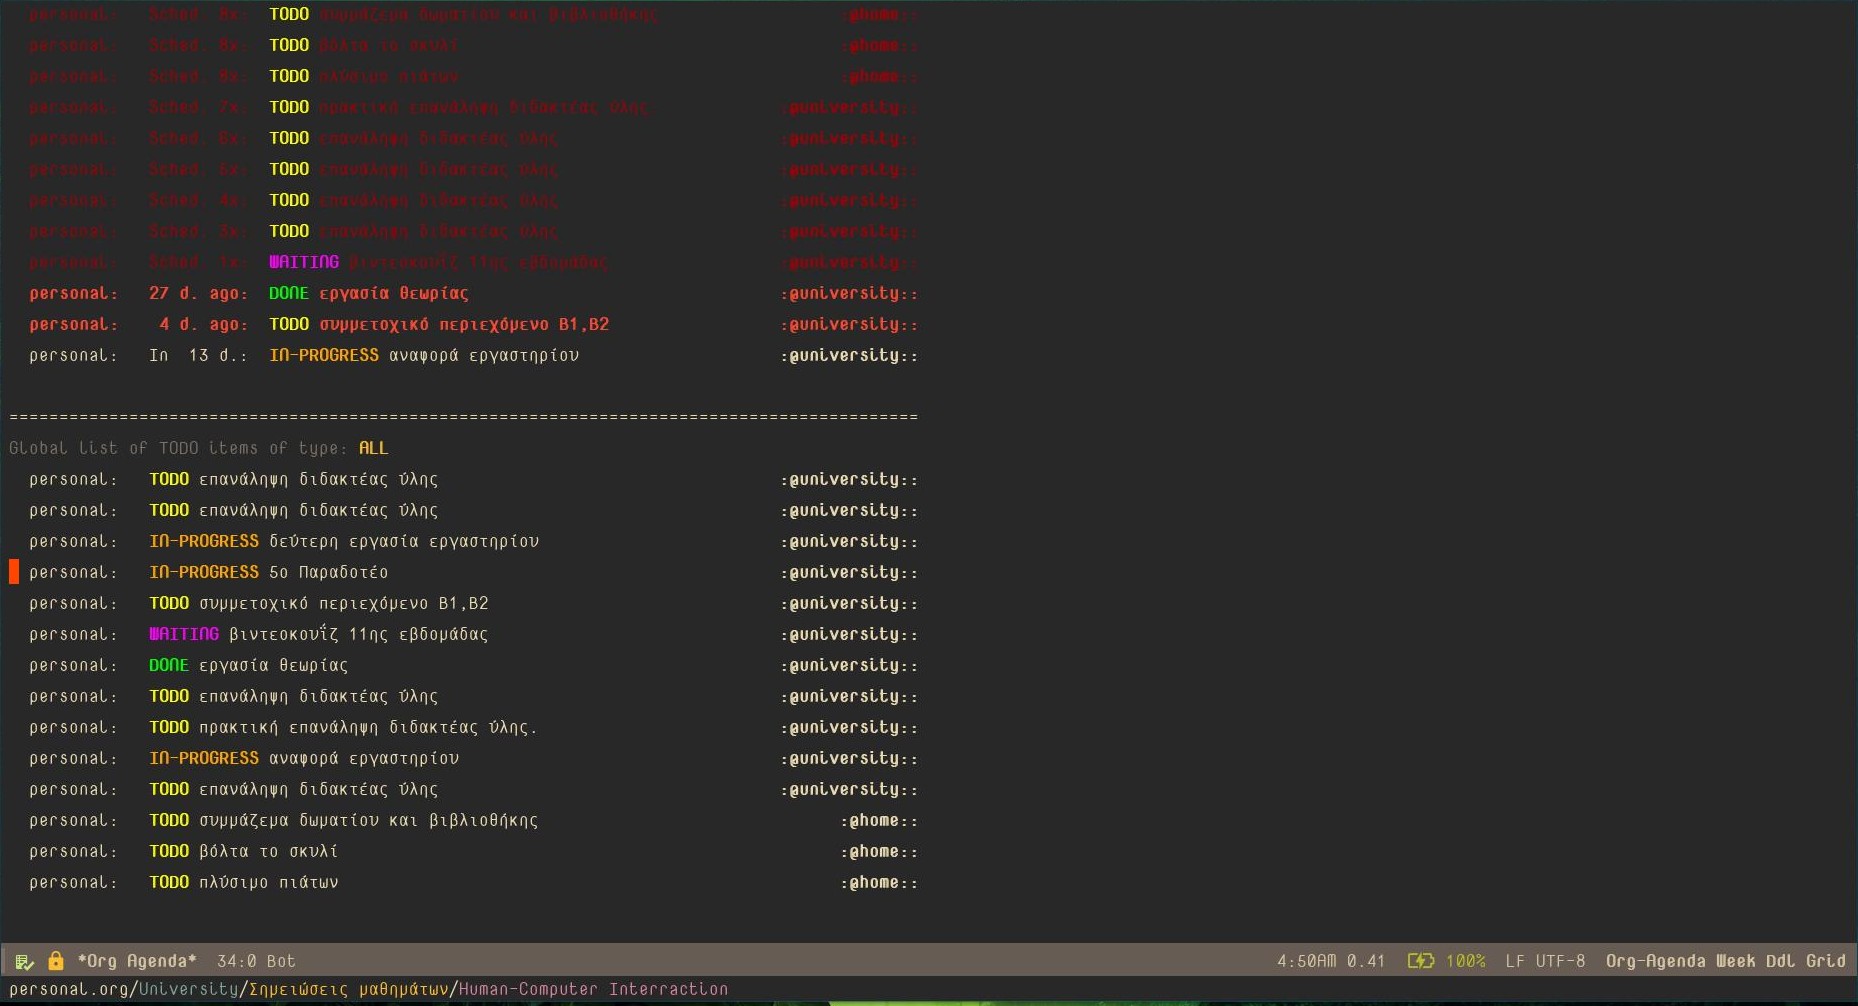 personal: Sched. 8x: TODO συμμάζεμα δωματίου και βιβλιοθήκης :@home::
personal: Sched. 8x: TODO βόλτα το σκυλί :@home::
personal: Sched. 8x: TODO πλύσιμο πιάτων :@home::
personal: Sched. 7x: TODO πρακτική επανάληψη διδακτέας ύλης :@university::
personal: Sched. 6x: TODO επανάληψη διδακτέας ύλης :@university::
personal: Sched. 5x: TODO επανάληψη διδακτέας ύλης :@university::
personal: Sched. 4x: TODO επανάληψη διδακτέας ύλης :@university::
personal: Sched. 3x: TODO επανάληψη διδακτέας ύλης :@university::
personal: Sched. 1x: WAITING βιντεοκουΐζ 11ης εβδομάδας :@university::
personal: 27 d. ago: DONE εργασία θεωρίας :@university::
personal: 4 d. ago: TODO συμμετοχικό περιεχόμενο Β1,Β2 :@university::
personal: In 13 d.: IN-PROGRESS αναφορά εργαστηρίου :@university::
===========================================================================================
Global list of TODO items of type: ALL
personal: TODO επανάληψη διδακτέας ύλης :@university::
personal: TODO επανάληψη διδακτέας ύλης :@university::
personal: IN-PROGRESS δεύτερη εργασία εργαστηρίου :@university::
personal: IN-PROGRESS 5ο Παραδοτέο :@university::
personal: TODO συμμετοχικό περιεχόμενο Β1,Β2 :@university::
personal: WAITING βιντεοκουΐζ 11ης εβδομάδας :@university::
personal: DONE εργασία θεωρίας :@university::
personal: TODO επανάληψη διδακτέας ύλης :@university::
personal: TODO πρακτική επανάληψη διδακτέας ύλης. :@university::
personal: IN-PROGRESS αναφορά εργαστηρίου :@university::
personal: TODO επανάληψη διδακτέας ύλης :@university::
personal: TODO συμμάζεμα δωματίου και βιβλιοθήκης :@home::
personal: TODO βόλτα το σκυλί :@home::
personal: TODO πλύσιμο πιάτων :@home::
*Org Agenda* 34:0 Bot 4:50AM 0.41 100% LF UTF-8 Org-Agenda Week Ddl Grid
personal.org/University/Σημειώσεις μαθημάτων/Human-Computer Interraction